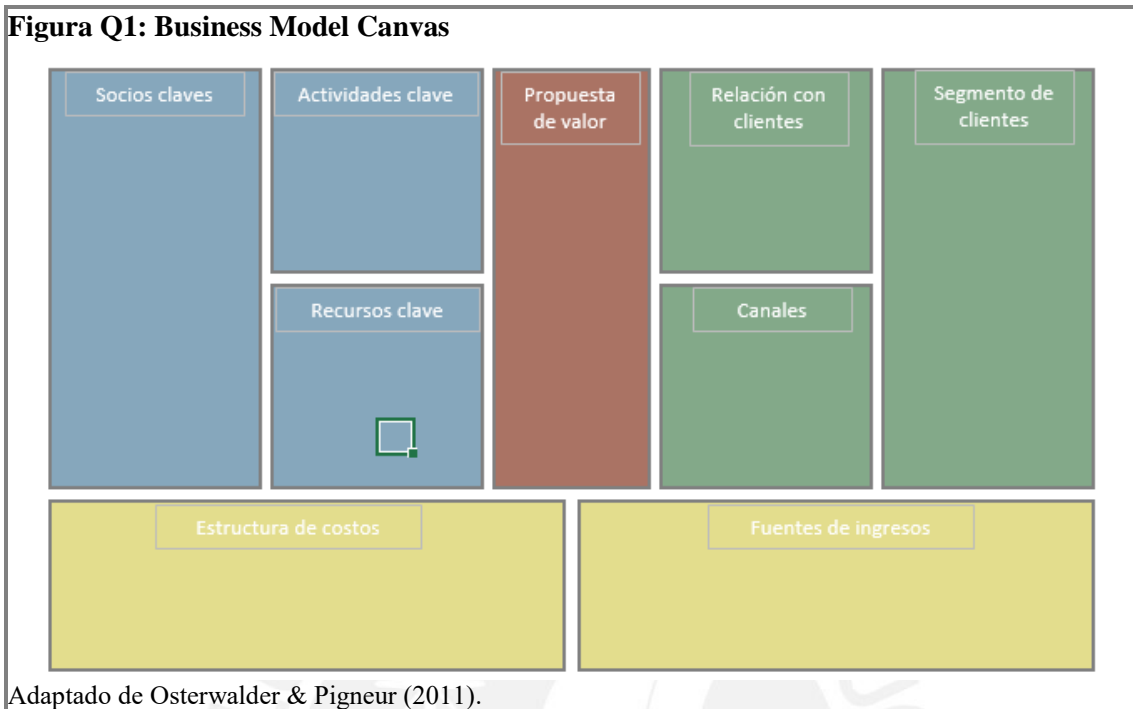 Figura Q1: Business Model Canvas
Socios claves
Actividades clave
Propuesta
de valor
Relación con
clientes
Segmento de
clientes
Recursos clave
Canales
Estructura de costos
Fuentes de ingresos
Adaptado de Osterwalder & Pigneur (2011).